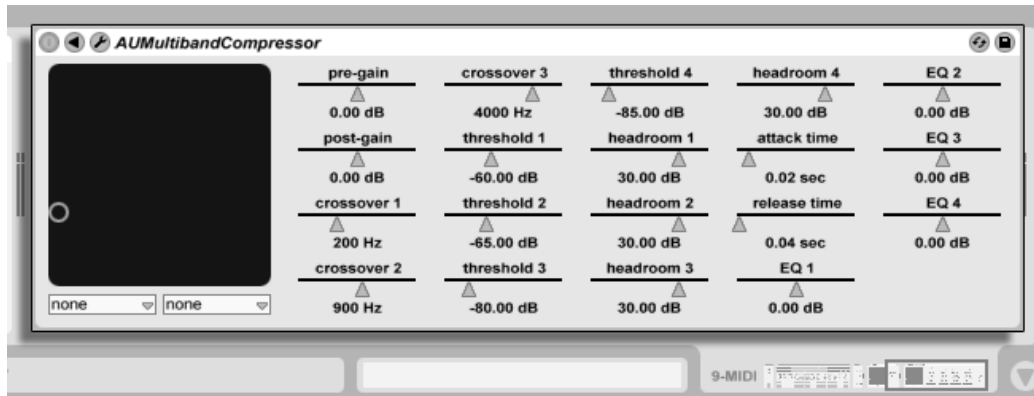 AUMultibandCompressor
pre-gain
0.00 dB
post-gain
0.00 dB
crossover 1
200 Hz
crossover 2
900 Hz
crossover 3
4000 Hz
threshold 1
-60.00 dB
threshold 2
-65.00 dB
threshold 3
-80.00 dB
threshold 4
-85.00 dB
headroom 1
30.00 dB
headroom 2
30.00 dB
headroom 3
30.00 dB
headroom 4
30.00 dB
attack time
0.02 sec
release time
0.04 sec
EQ 1
0.00 dB
EQ 2
0.00 dB
EQ 3
0.00 dB
EQ 4
0.00 dB
none
none
9-MIDI